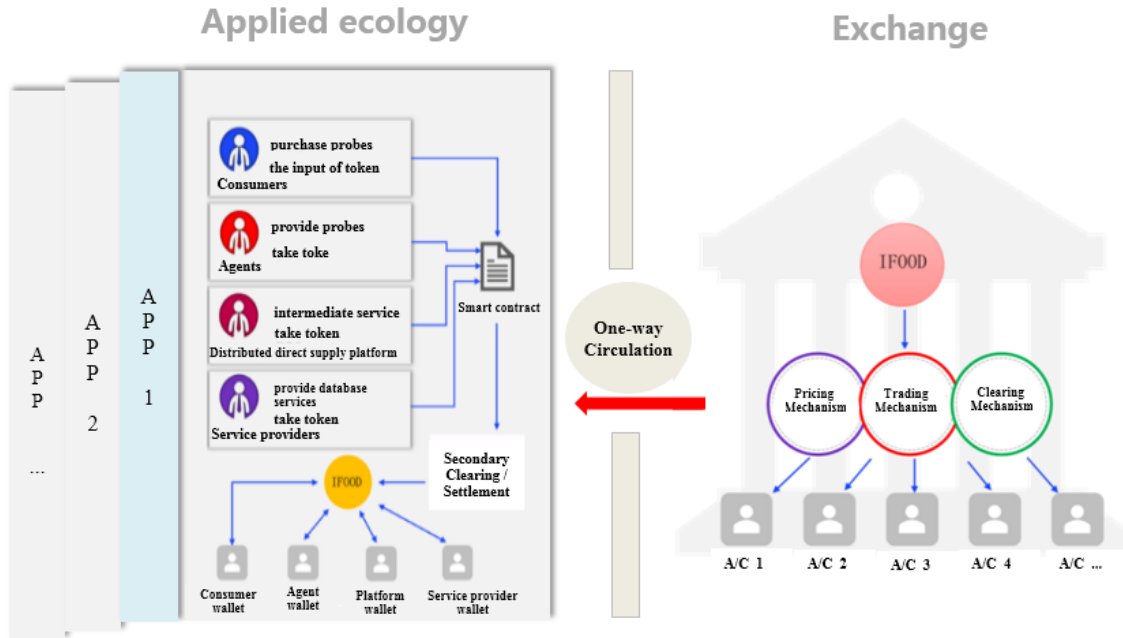 Applied ecology
Exchange
A
P
P
...
A
P
P
2
A
P
P
1
purchase probes
the input of token
Consumers
provide probes
take toke
Agents
intermediate service
take token
Distributed direct supply platform
provide database
services
take token
Service providers
Smart contract
Secondary
Clearing /
Settlement
IFOOD
Consumer
wallet
Agent
wallet
Platform
wallet
Service provider
wallet
One-way
Circulation
IFOOD
Pricing
Mechanism
Trading
Mechanism
Clearing
Mechanism
A/C 1
A/C 2
A/C 3
A/C 4
A/C ...